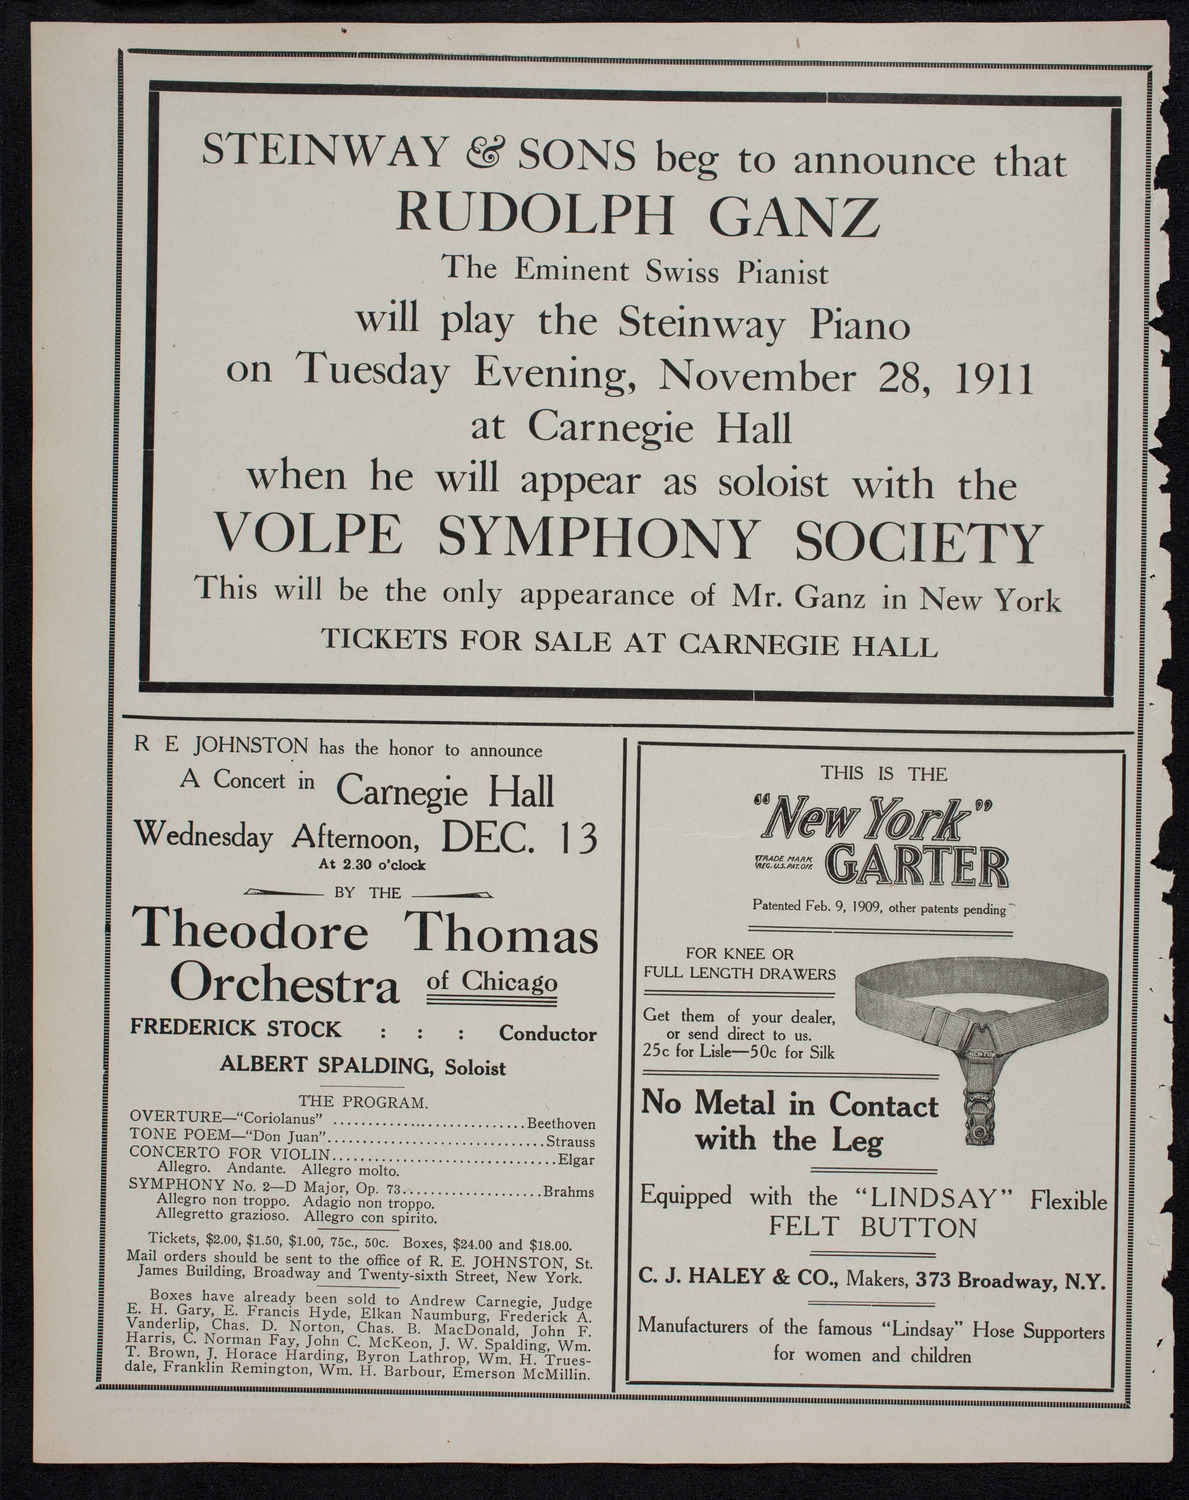 STEINWAY & SONS beg to announce that
RUDOLPH GANZ
The Eminent Swiss Pianist
will play the Steinway Piano
on Tuesday Evening, November 28, 1911
at Carnegie Hall
when he will appear as soloist with the
VOLPE SYMPHONY SOCIETY
This will be the only appearance of Mr. Ganz in New York
TICKETS FOR SALE AT CARNEGIE HALL
R E JOHNSTON has the honor to announce
A Concert in Carnegie Hall
Wednesday Afternoon, DEC. 13
At 2.30 o'clock
BY THE
Theodore Thomas
Orchestra of Chicago
FREDERICK STOCK : : : Conductor
ALBERT SPALDING, Soloist
THE PROGRAM.
OVERTURE—"Coriolanus" ..............................Beethoven
TONE POEM—"Don Juan"..................................Strauss
CONCERTO FOR VIOLIN...................................Elgar
Allegro. Andante. Allegro molto.
SYMPHONY No. 2—D Major, Op. 73.....................Brahms
Allegro non troppo. Adagio non troppo.
Allegretto grazioso. Allegro con spirito.
Tickets, $2.00, $1.50, $1.00, 75c., 50c. Boxes, $24.00 and $18.00.
Mail orders should be sent to the office of R. E. JOHNSTON, St.
James Building, Broadway and Twenty-sixth Street, New York.
Boxes have already been sold to Andrew Carnegie, Judge
E. H. Gary, E. Francis Hyde, Elkan Naumburg, Frederick A.
Vanderlip, Chas. D. Norton, Chas. B. MacDonald, John F.
Harris, C. Norman Fay, John C. McKeon, J. W. Spalding, Wm.
T. Brown, J. Horace Harding, Byron Lathrop, Wm. H. Trues-
dale, Franklin Remington, Wm. H. Barbour, Emerson McMillin.
THIS IS THE
"New York"
TRADE MARK
REG. U.S. PAT. OFF.
GARTER
Patented Feb. 9, 1909, other patents pending
FOR KNEE OR
FULL LENGTH DRAWERS
Get them of your dealer,
or send direct to us.
25c for Lisle—50c for Silk
No Metal in Contact
with the Leg
Equipped with the "LINDSAY" Flexible
FELT BUTTON
C. J. HALEY & CO., Makers, 373 Broadway, N.Y.
Manufacturers of the famous "Lindsay" Hose Supporters
for women and children